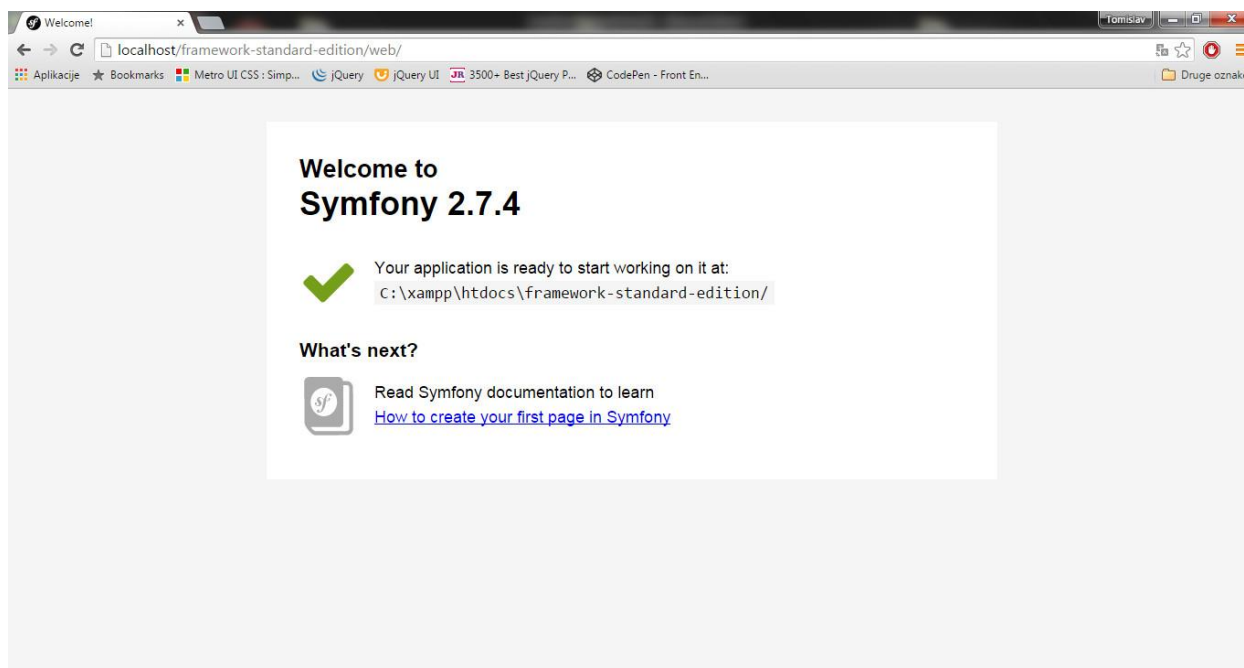 Welcome!
Tomislav
localhost/framework-standard-edition/web/
Aplikacije Bookmarks Metro UI CSS : Simp... jQuery jQuery UI JR 3500+ Best jQuery P... CodePen - Front En... Druge oznake
Welcome to
Symfony 2.7.4
Your application is ready to start working on it at:
C:\xampp\htdocs\framework-standard-edition/
What's next?
sf
Read Symfony documentation to learn
How to create your first page in Symfony